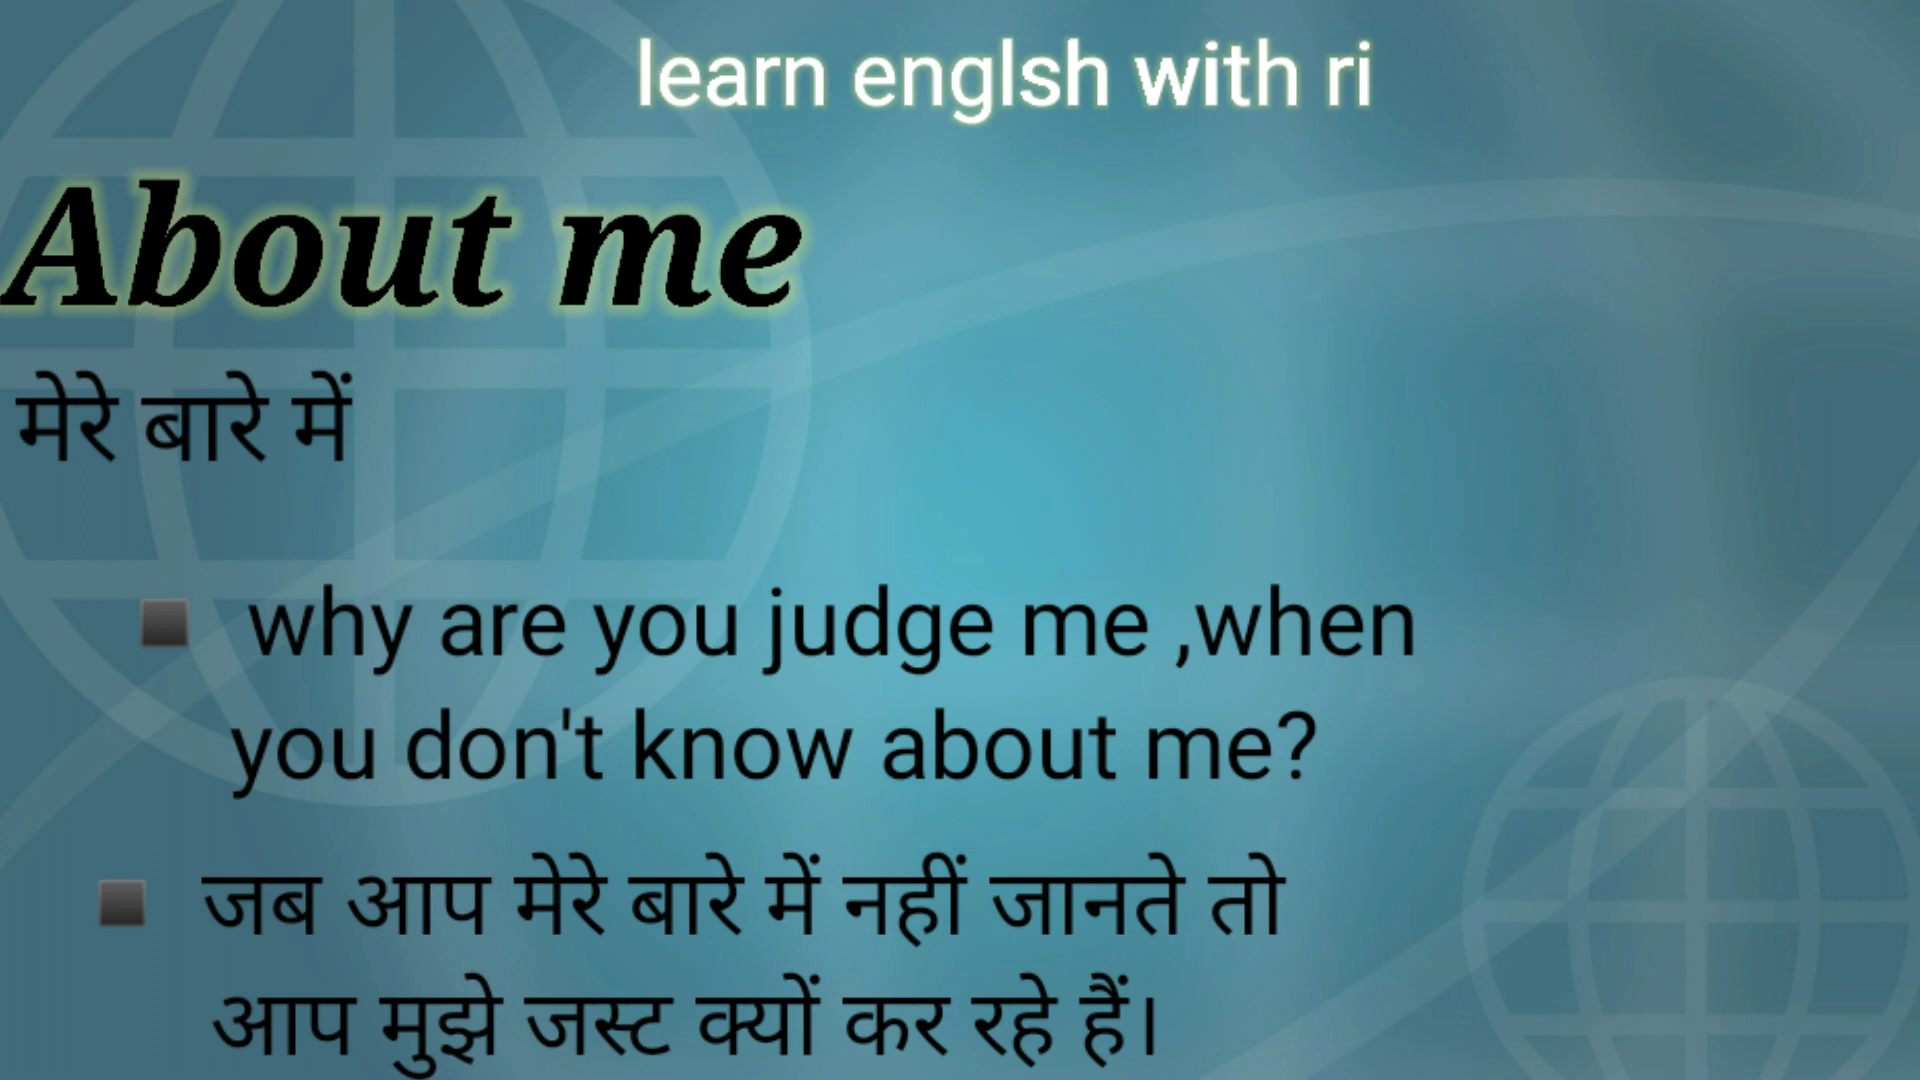 learn englsh with ri
About me
मेरे बारे में
why are you judge me ,when
you don't know about me?
जब आप मेरे बारे में नहीं जानते तो
आप मुझे जस्ट क्यों कर रहे हैं।